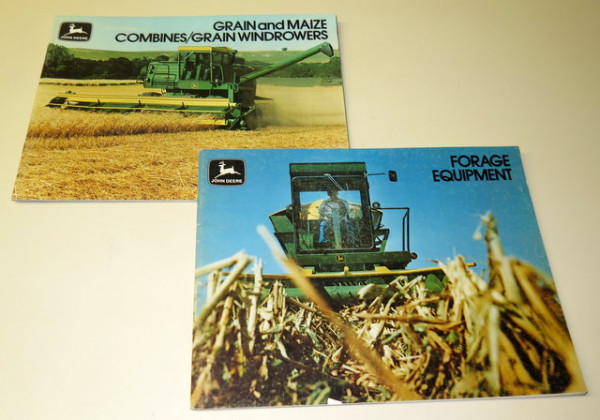 JOHN DEERE
GRAIN and MAIZE
COMBINES/GRAIN WINDROWERS
JOHN DEERE
FORAGE
EQUIPMENT